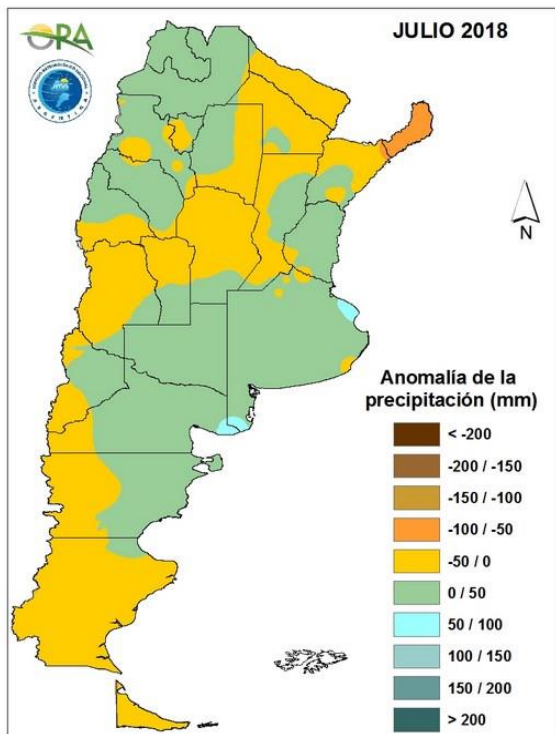 ORA
JULIO 2018
N
Anomalía de la
precipitación (mm)
< -200
-200 / -150
-150 / -100
-100 / -50
-50 / 0
0 / 50
50 / 100
100 / 150
150 / 200
> 200